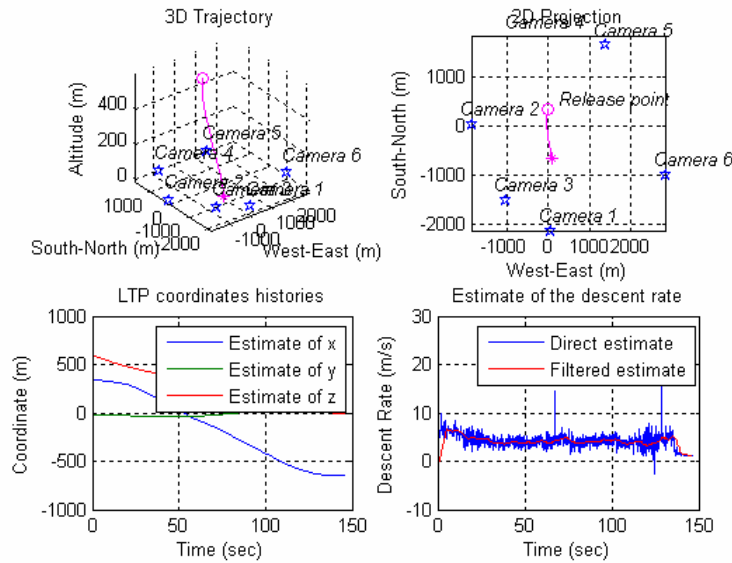 3D Trajectory
2D Projection
Altitude (m)
400
200
0
1000
0
-1000
-2000
South-North (m)
-1000
0
1000
2000
West-East (m)
Camera 5
Camera 4
Camera 6
Camera 1
Camera 4
Camera 5
Camera 2
Release point
Camera 3
Camera 6
Camera 1
South-North (m)
1000
0
-1000
-2000
-1000
0
1000
2000
West-East (m)
LTP coordinates histories
Estimate of x
Estimate of y
Estimate of z
Coordinate (m)
1000
500
0
-500
-1000
0
50
100
150
Time (sec)
Estimate of the descent rate
Direct estimate
Filtered estimate
Descent Rate (m/s)
30
20
10
0
-10
0
50
100
150
Time (sec)